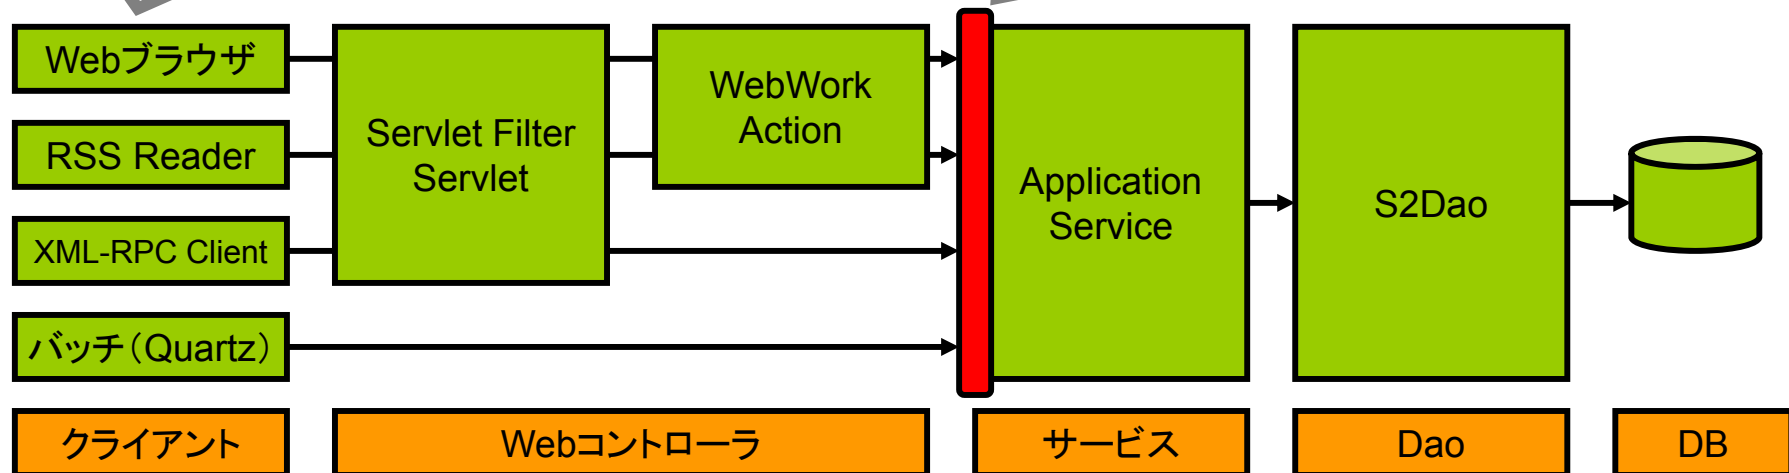 Webブラウザ
RSS Reader
XML-RPC Client
バッチ（Quartz）
Servlet Filter
Servlet
WebWork
Action
Application
Service
S2Dao
クライアント
Webコントローラ
サービス
Dao
DB